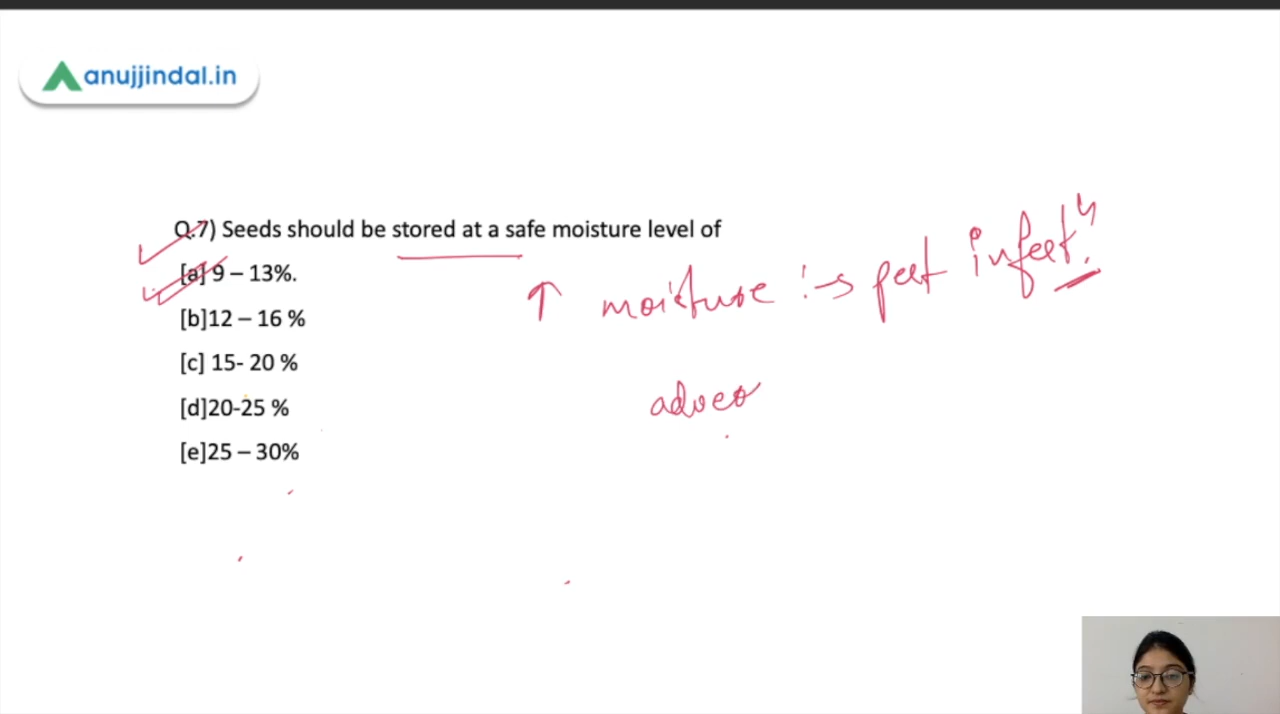 anujjindal.in
Q.7) Seeds should be stored at a safe moisture level of
[a] 9 – 13%.
[b]12 – 16 %
[c] 15- 20 %
[d]20-25 %
[e]25 – 30%
↑ moisture :→ pest infestⁿ.